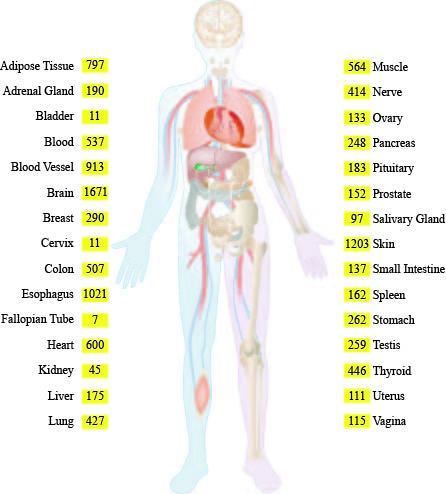 Adipose Tissue 797
Adrenal Gland 190
Bladder 11
Blood 537
Blood Vessel 913
Brain 1671
Breast 290
Cervix 11
Colon 507
Esophagus 1021
Fallopian Tube 7
Heart 600
Kidney 45
Liver 175
Lung 427
564 Muscle
414 Nerve
133 Ovary
248 Pancreas
183 Pituitary
152 Prostate
97 Salivary Gland
1203 Skin
137 Small Intestine
162 Spleen
262 Stomach
259 Testis
446 Thyroid
111 Uterus
115 Vagina